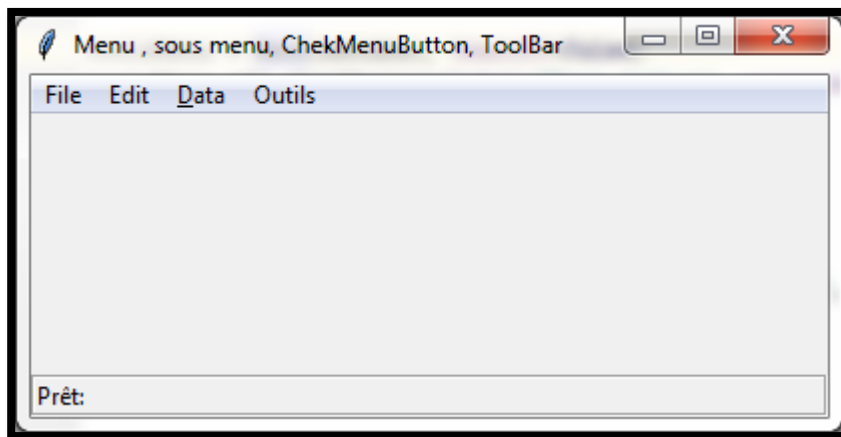 Menu , sous menu, ChekMenuButton, ToolBar
File Edit Data Outils
Prêt: